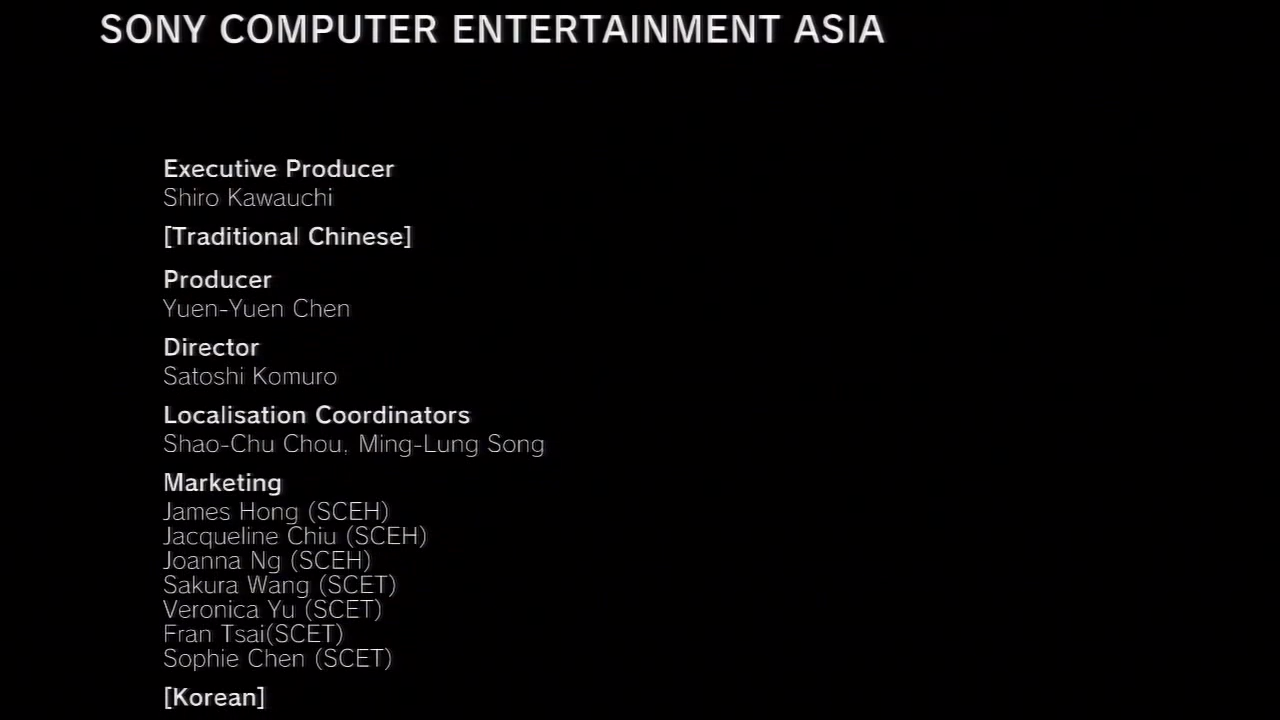 SONY COMPUTER ENTERTAINMENT ASIA
Executive Producer
Shiro Kawauchi
[Traditional Chinese]
Producer
Yuen-Yuen Chen
Director
Satoshi Komuro
Localisation Coordinators
Shao-Chu Chou, Ming-Lung Song
Marketing
James Hong (SCEH)
Jacqueline Chiu (SCEH)
Joanna Ng (SCEH)
Sakura Wang (SCET)
Veronica Yu (SCET)
Fran Tsai(SCET)
Sophie Chen (SCET)
[Korean]